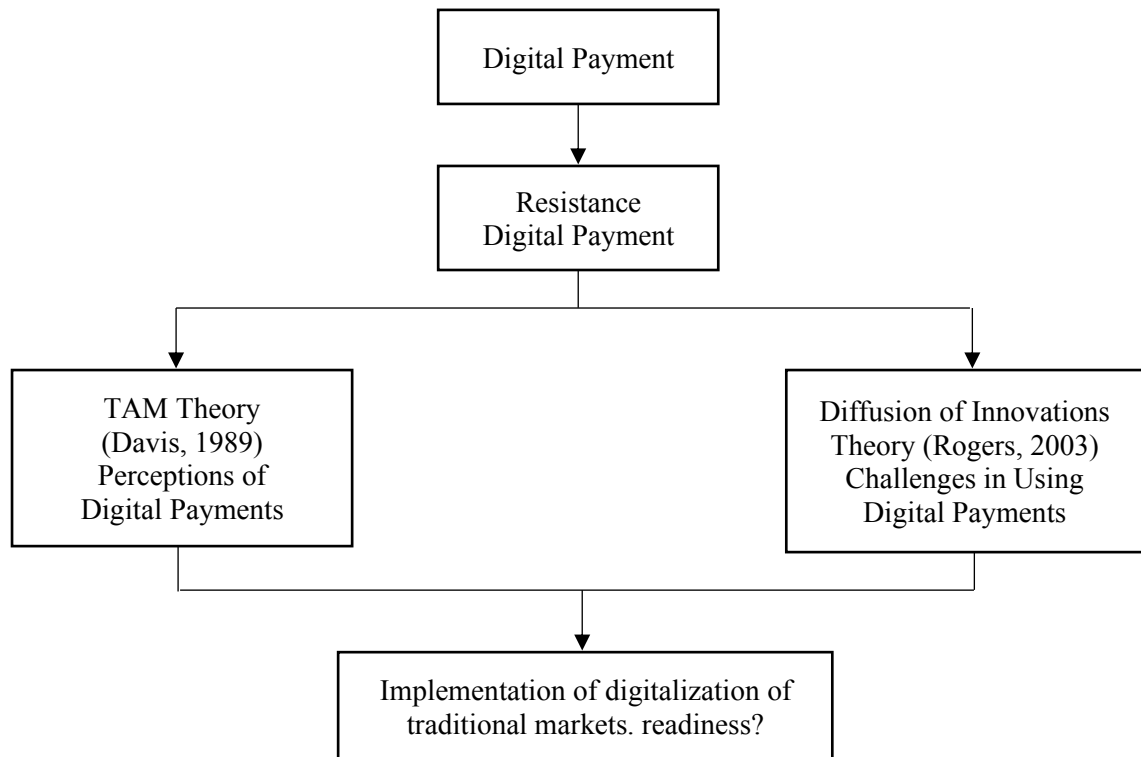 Digital Payment
Resistance
Digital Payment
TAM Theory
(Davis, 1989)
Perceptions of
Digital Payments
Diffusion of Innovations
Theory (Rogers, 2003)
Challenges in Using
Digital Payments
Implementation of digitalization of
traditional markets. readiness?